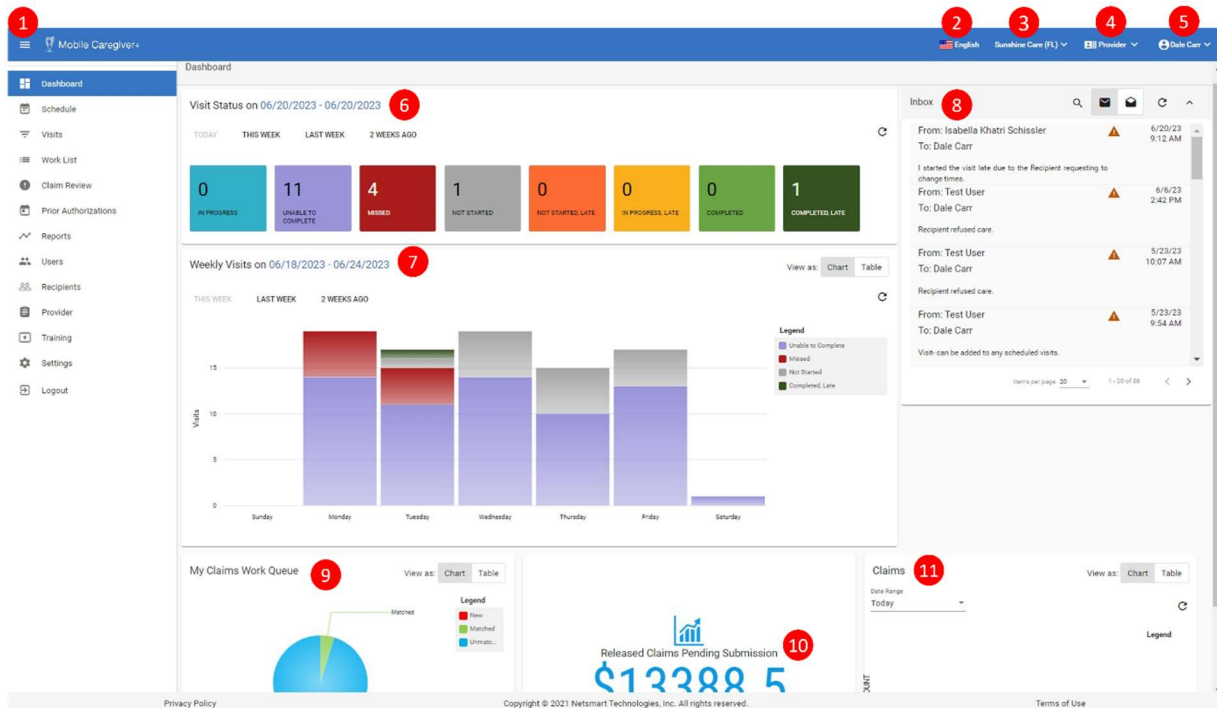 1
2
3
4
5
Mobile Caregiver+
English
Sunshine Care (FL)
Provider
Dale Carr
Dashboard
Schedule
Visits
Work List
Claim Review
Prior Authorizations
Reports
Users
Recipients
Provider
Training
Settings
Logout
Dashboard
Visit Status on 06/20/2023 - 06/20/2023
6
TODAY THIS WEEK LAST WEEK 2 WEEKS AGO
0
IN PROGRESS
11
UNABLE TO
COMPLETE
4
MISSED
1
NOT STARTED
0
NOT STARTED, LATE
0
IN PROGRESS, LATE
0
COMPLETED
1
COMPLETED, LATE
Weekly Visits on 06/18/2023 - 06/24/2023
7
View as: Chart Table
THIS WEEK LAST WEEK 2 WEEKS AGO
Legend
Unable to Complete
Missed
Not Started
Completed, Late
Visits
15
10
5
0
Sunday Monday Tuesday Wednesday Thursday Friday Saturday
Inbox
8
From: Isabella Khatri Schissler
6/20/23
To: Dale Carr
9:12 AM
I started the visit late due to the Recipient requesting to
change times.
From: Test User
6/6/23
To: Dale Carr
2:42 PM
Recipient refused care.
From: Test User
5/23/23
To: Dale Carr
10:07 AM
Recipient refused care.
From: Test User
5/23/23
To: Dale Carr
9:54 AM
Visit- can be added to any scheduled visits.
Items per page 20
1 - 20 of 86
My Claims Work Queue
9
View as: Chart Table
Matched
Legend
New
Matched
Unmatc...
Released Claims Pending Submission
10
$13388.5
Claims
11
View as: Chart Table
Date Range
Today
Legend
Privacy Policy
Copyright © 2021 Netsmart Technologies, Inc. All rights reserved.
Terms of Use